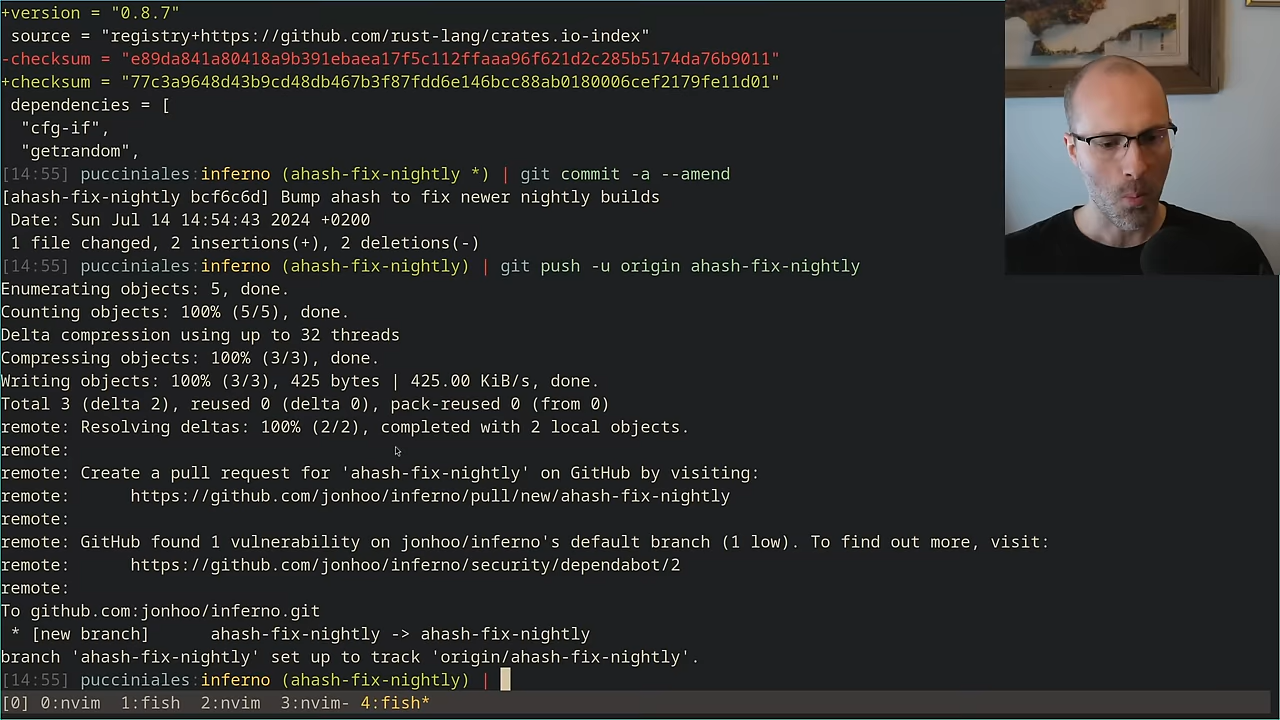 +version = "0.8.7"
source = "registry+https://github.com/rust-lang/crates.io-index"
-checksum = "e89da841a80418a9b391ebaea17f5c112ffaaa96f621d2c285b5174da76b9011"
+checksum = "77c3a9648d43b9cd48db467b3f87fdd6e146bcc88ab0180006cef2179fe11d01"
dependencies = [
"cfg-if",
"getrandom",
[14:55] pucciniales:inferno (ahash-fix-nightly *) | git commit -a --amend
[ahash-fix-nightly bcf6c6d] Bump ahash to fix newer nightly builds
Date: Sun Jul 14 14:54:43 2024 +0200
1 file changed, 2 insertions(+), 2 deletions(-)
[14:55] pucciniales:inferno (ahash-fix-nightly) | git push -u origin ahash-fix-nightly
Enumerating objects: 5, done.
Counting objects: 100% (5/5), done.
Delta compression using up to 32 threads
Compressing objects: 100% (3/3), done.
Writing objects: 100% (3/3), 425 bytes | 425.00 KiB/s, done.
Total 3 (delta 2), reused 0 (delta 0), pack-reused 0 (from 0)
remote: Resolving deltas: 100% (2/2), completed with 2 local objects.
remote:
remote: Create a pull request for 'ahash-fix-nightly' on GitHub by visiting:
remote:      https://github.com/jonhoo/inferno/pull/new/ahash-fix-nightly
remote:
remote: GitHub found 1 vulnerability on jonhoo/inferno's default branch (1 low). To find out more, visit:
remote:      https://github.com/jonhoo/inferno/security/dependabot/2
remote:
To github.com:jonhoo/inferno.git
* [new branch]      ahash-fix-nightly -> ahash-fix-nightly
branch 'ahash-fix-nightly' set up to track 'origin/ahash-fix-nightly'.
[14:55] pucciniales:inferno (ahash-fix-nightly) |
[0] 0:nvim  1:fish  2:nvim  3:nvim- 4:fish*